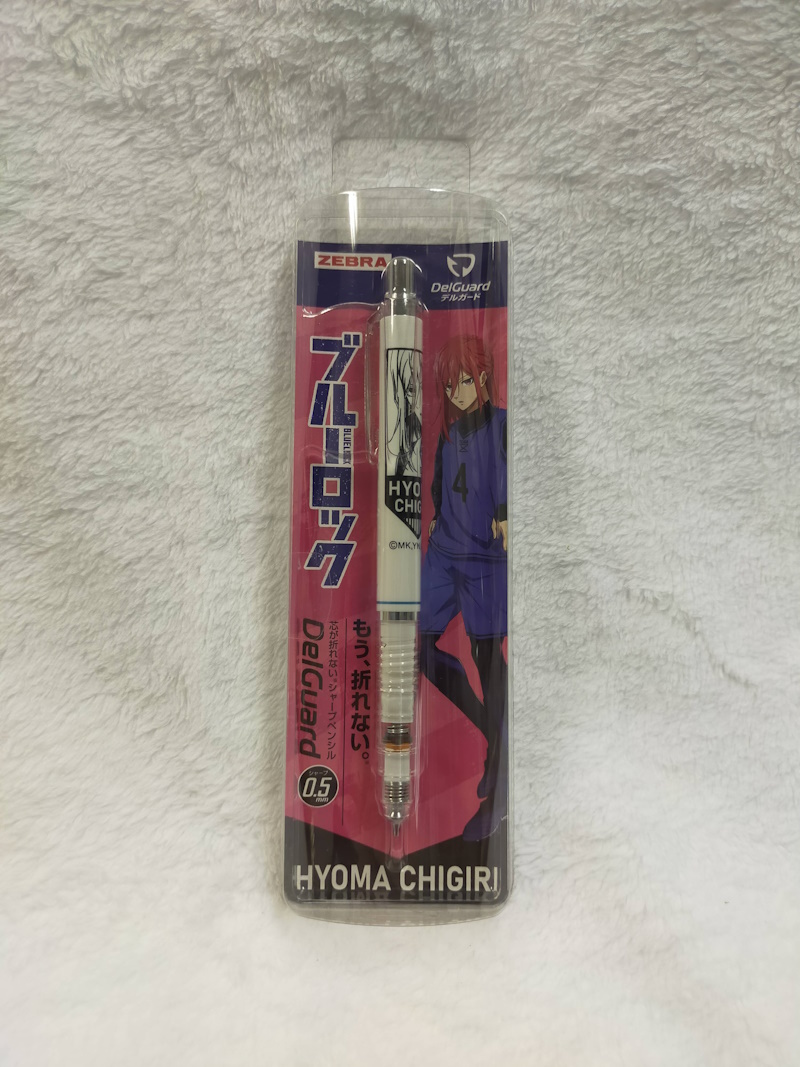 ZEBRA
DelGuard
デルガード
ブルーロック
BLUELOCK
HYO
CHIG
©MK,YN
4
もう、折れない。
芯が折れない。シャープペンシル
DelGuard
シャープ
0.5
mm
HYOMA CHIGIRI